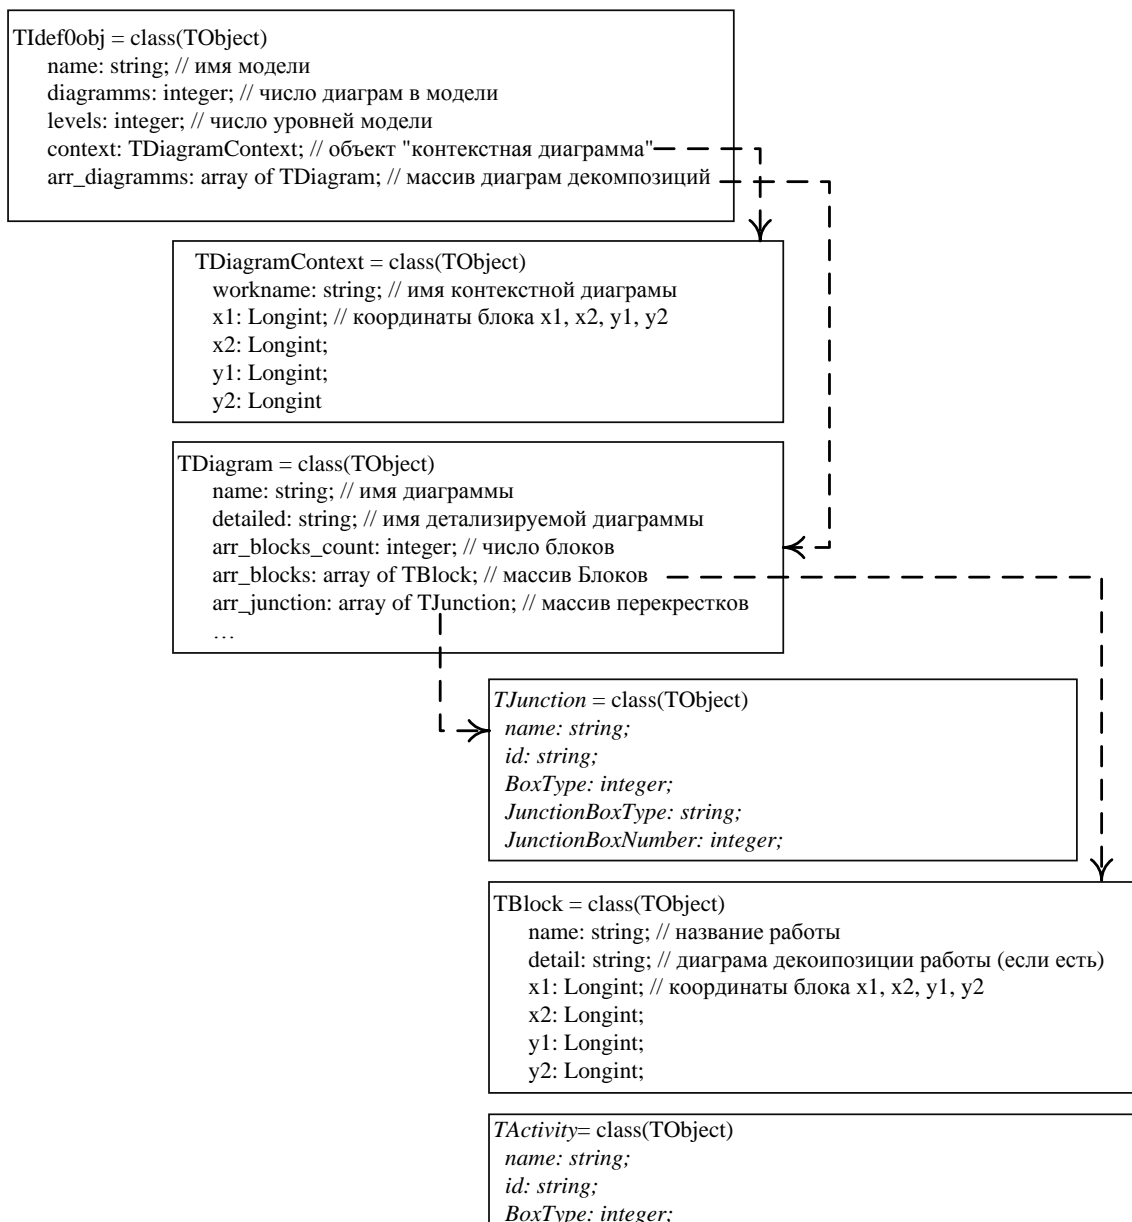 TIdef0obj = class(TObject)
name: string; // имя модели
diagramms: integer; // число диаграм в модели
levels: integer; // число уровней модели
context: TDiagramContext; // объект "контекстная диаграмма"
arr_diagramms: array of TDiagram; // массив диаграм декомпозиций
TDiagramContext = class(TObject)
workname: string; // имя контекстной диаграмы
x1: Longint; // координаты блока x1, x2, y1, y2
x2: Longint;
y1: Longint;
y2: Longint
TDiagram = class(TObject)
name: string; // имя диаграммы
detailed: string; // имя детализируемой диаграммы
arr_blocks_count: integer; // число блоков
arr_blocks: array of TBlock; // массив Блоков
arr_junction: array of TJunction; // массив перекрестков
…
TJunction = class(TObject)
name: string;
id: string;
BoxType: integer;
JunctionBoxType: string;
JunctionBoxNumber: integer;
TBlock = class(TObject)
name: string; // название работы
detail: string; // диаграма декоипозиции работы (если есть)
x1: Longint; // координаты блока x1, x2, y1, y2
x2: Longint;
y1: Longint;
y2: Longint;
TActivity= class(TObject)
name: string;
id: string;
BoxType: integer;